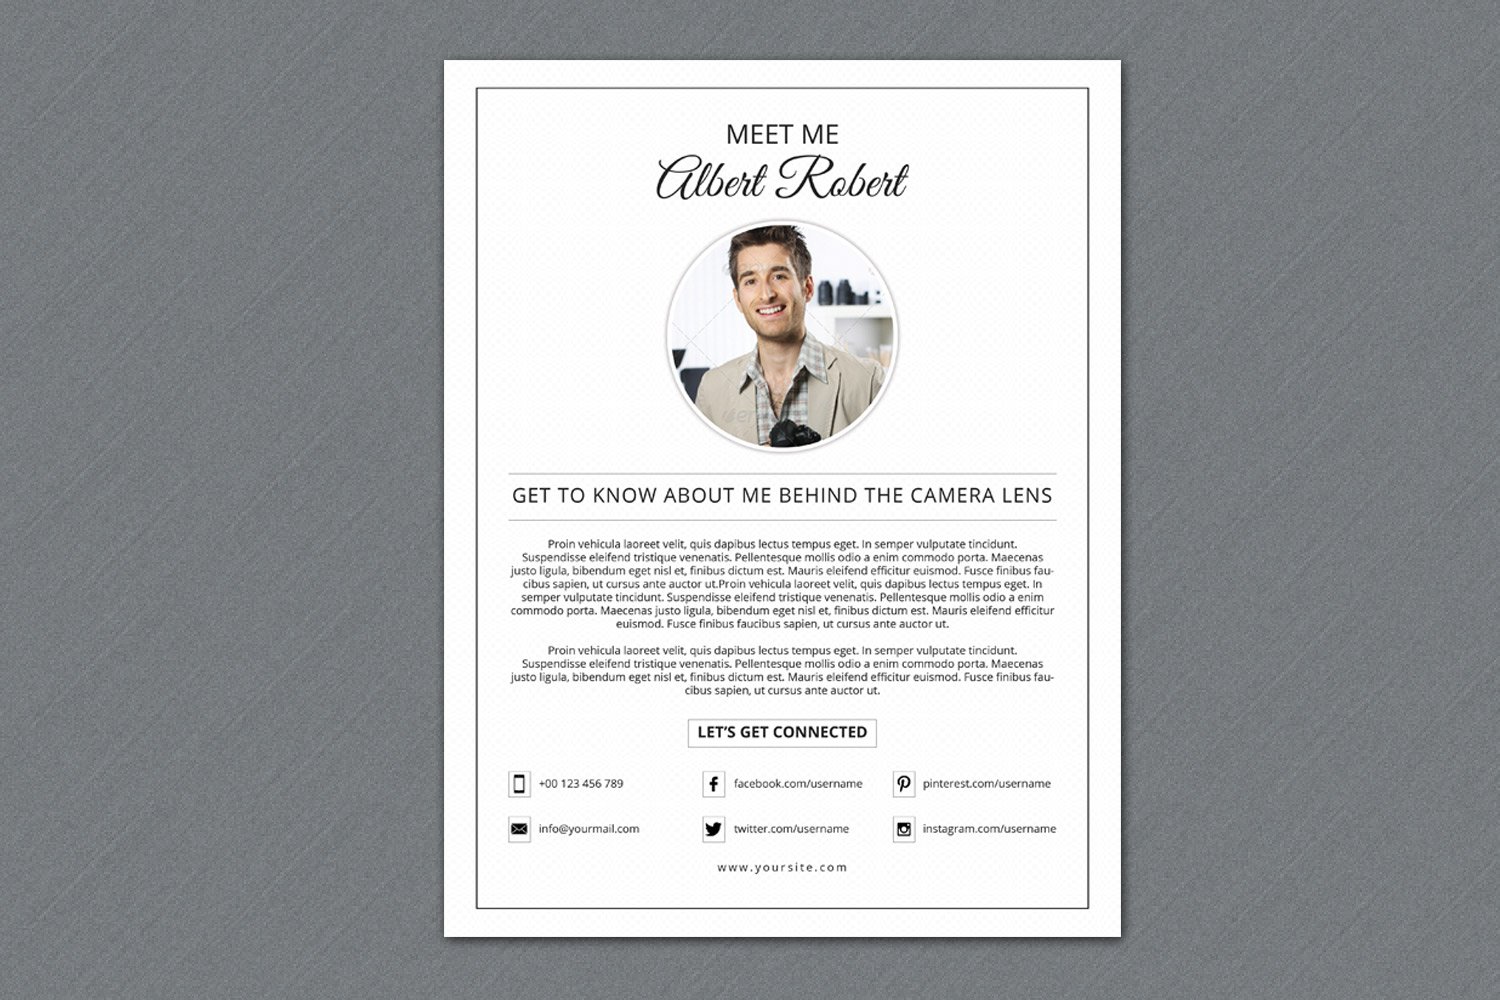 MEET ME
Albert Robert
GET TO KNOW ABOUT ME BEHIND THE CAMERA LENS
Proin vehicula laoreet velit, quis dapibus lectus tempus eget. In semper vulputate tincidunt.
Suspendisse eleifend tristique venenatis. Pellentesque mollis odio a enim commodo porta. Maecenas
justo ligula, bibendum eget nisl et, finibus dictum est. Mauris eleifend efficitur euismod. Fusce finibus fau-
cibus sapien, ut cursus ante auctor ut.Proin vehicula laoreet velit, quis dapibus lectus tempus eget. In
semper vulputate tincidunt. Suspendisse eleifend tristique venenatis. Pellentesque mollis odio a enim
commodo porta. Maecenas justo ligula, bibendum eget nisl et, finibus dictum est. Mauris eleifend efficitur
euismod. Fusce finibus faucibus sapien, ut cursus ante auctor ut.
Proin vehicula laoreet velit, quis dapibus lectus tempus eget. In semper vulputate tincidunt.
Suspendisse eleifend tristique venenatis. Pellentesque mollis odio a enim commodo porta. Maecenas
justo ligula, bibendum eget nisl et, finibus dictum est. Mauris eleifend efficitur euismod. Fusce finibus fau-
cibus sapien, ut cursus ante auctor ut.
LET'S GET CONNECTED
+00 123 456 789
facebook.com/username
pinterest.com/username
info@yourmail.com
twitter.com/username
instagram.com/username
www.yoursite.com